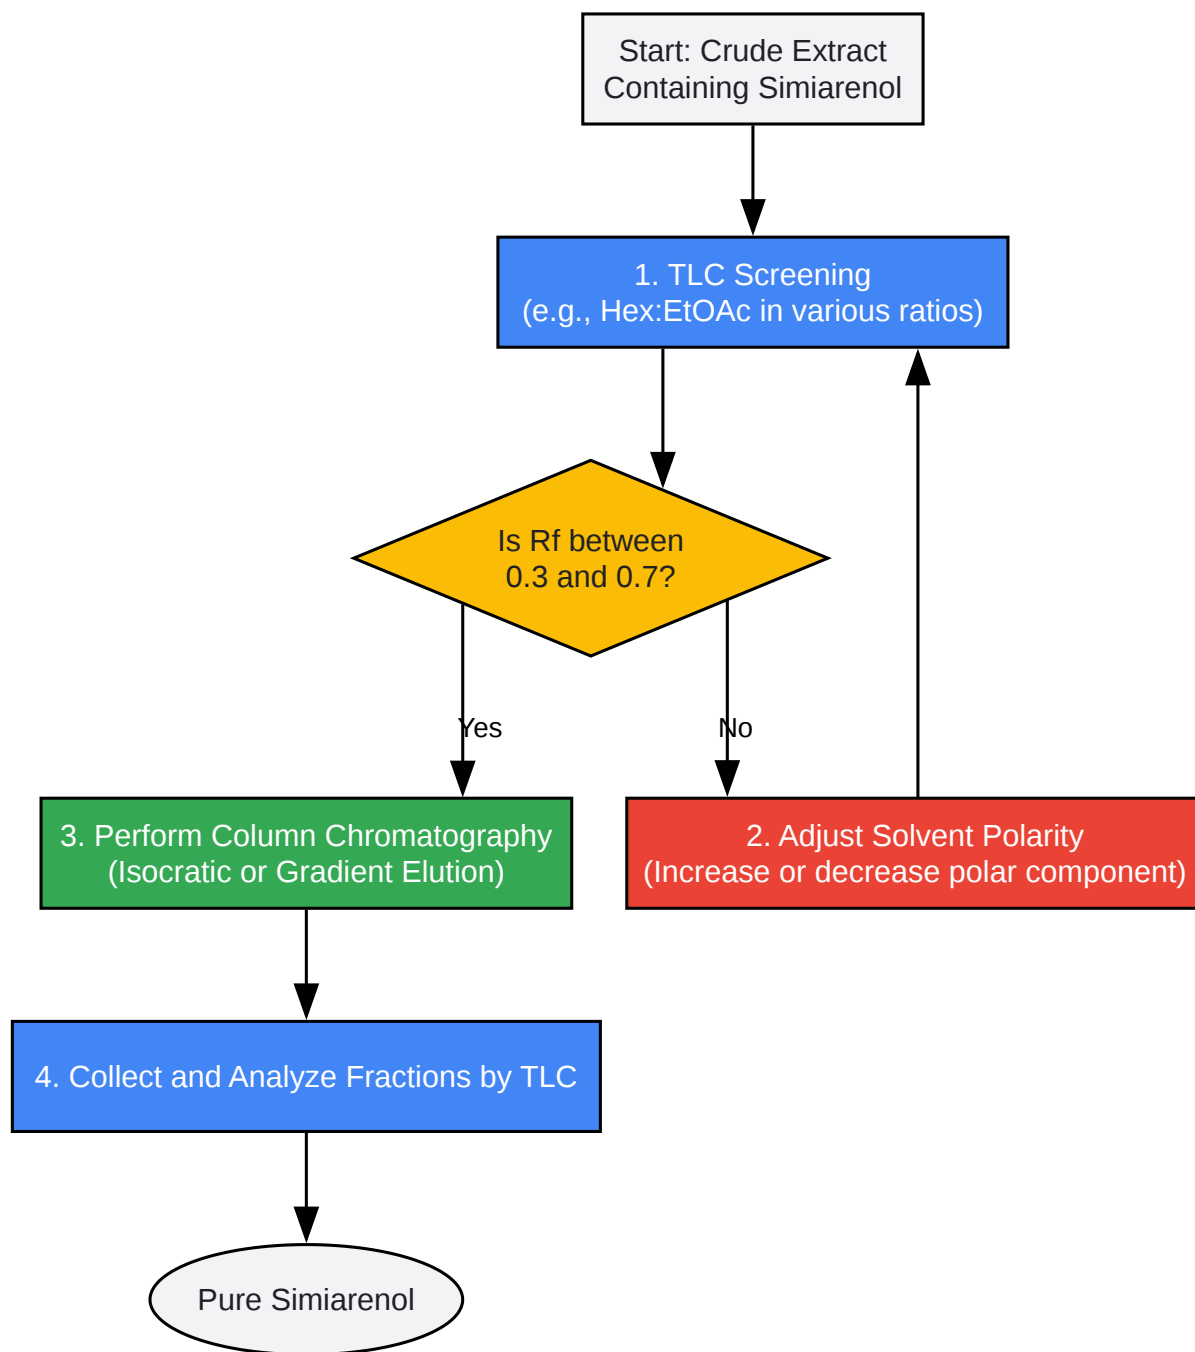 Start: Crude Extract
Containing Simiarenol
1. TLC Screening
(e.g., Hex:EtOAc in various ratios)
Is Rf between
0.3 and 0.7?
Yes
No
3. Perform Column Chromatography
(Isocratic or Gradient Elution)
2. Adjust Solvent Polarity
(Increase or decrease polar component)
4. Collect and Analyze Fractions by TLC
Pure Simiarenol